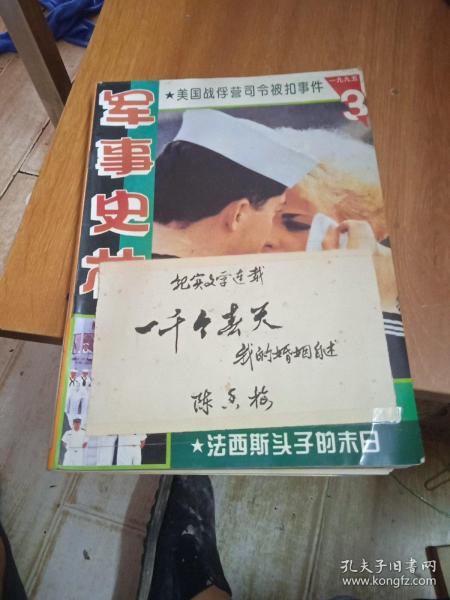 ★美国战俘营司令被扣事件
一九九五
3
军事史林
纪实文学连载
一千个春天
我的婚姻自述
陈香梅
★法西斯头子的末日
孔夫子旧书网
www.kongfz.com